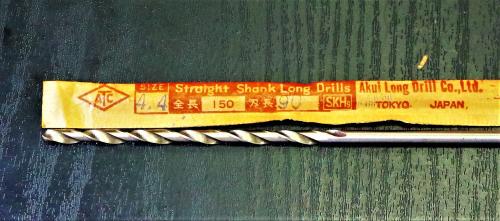 ATC
SIZE 4.4 Straight Shank Long Drills
全長 150 刃長 90 SKH9
Akui Long Drill Co., Ltd.
TOKYO JAPAN,